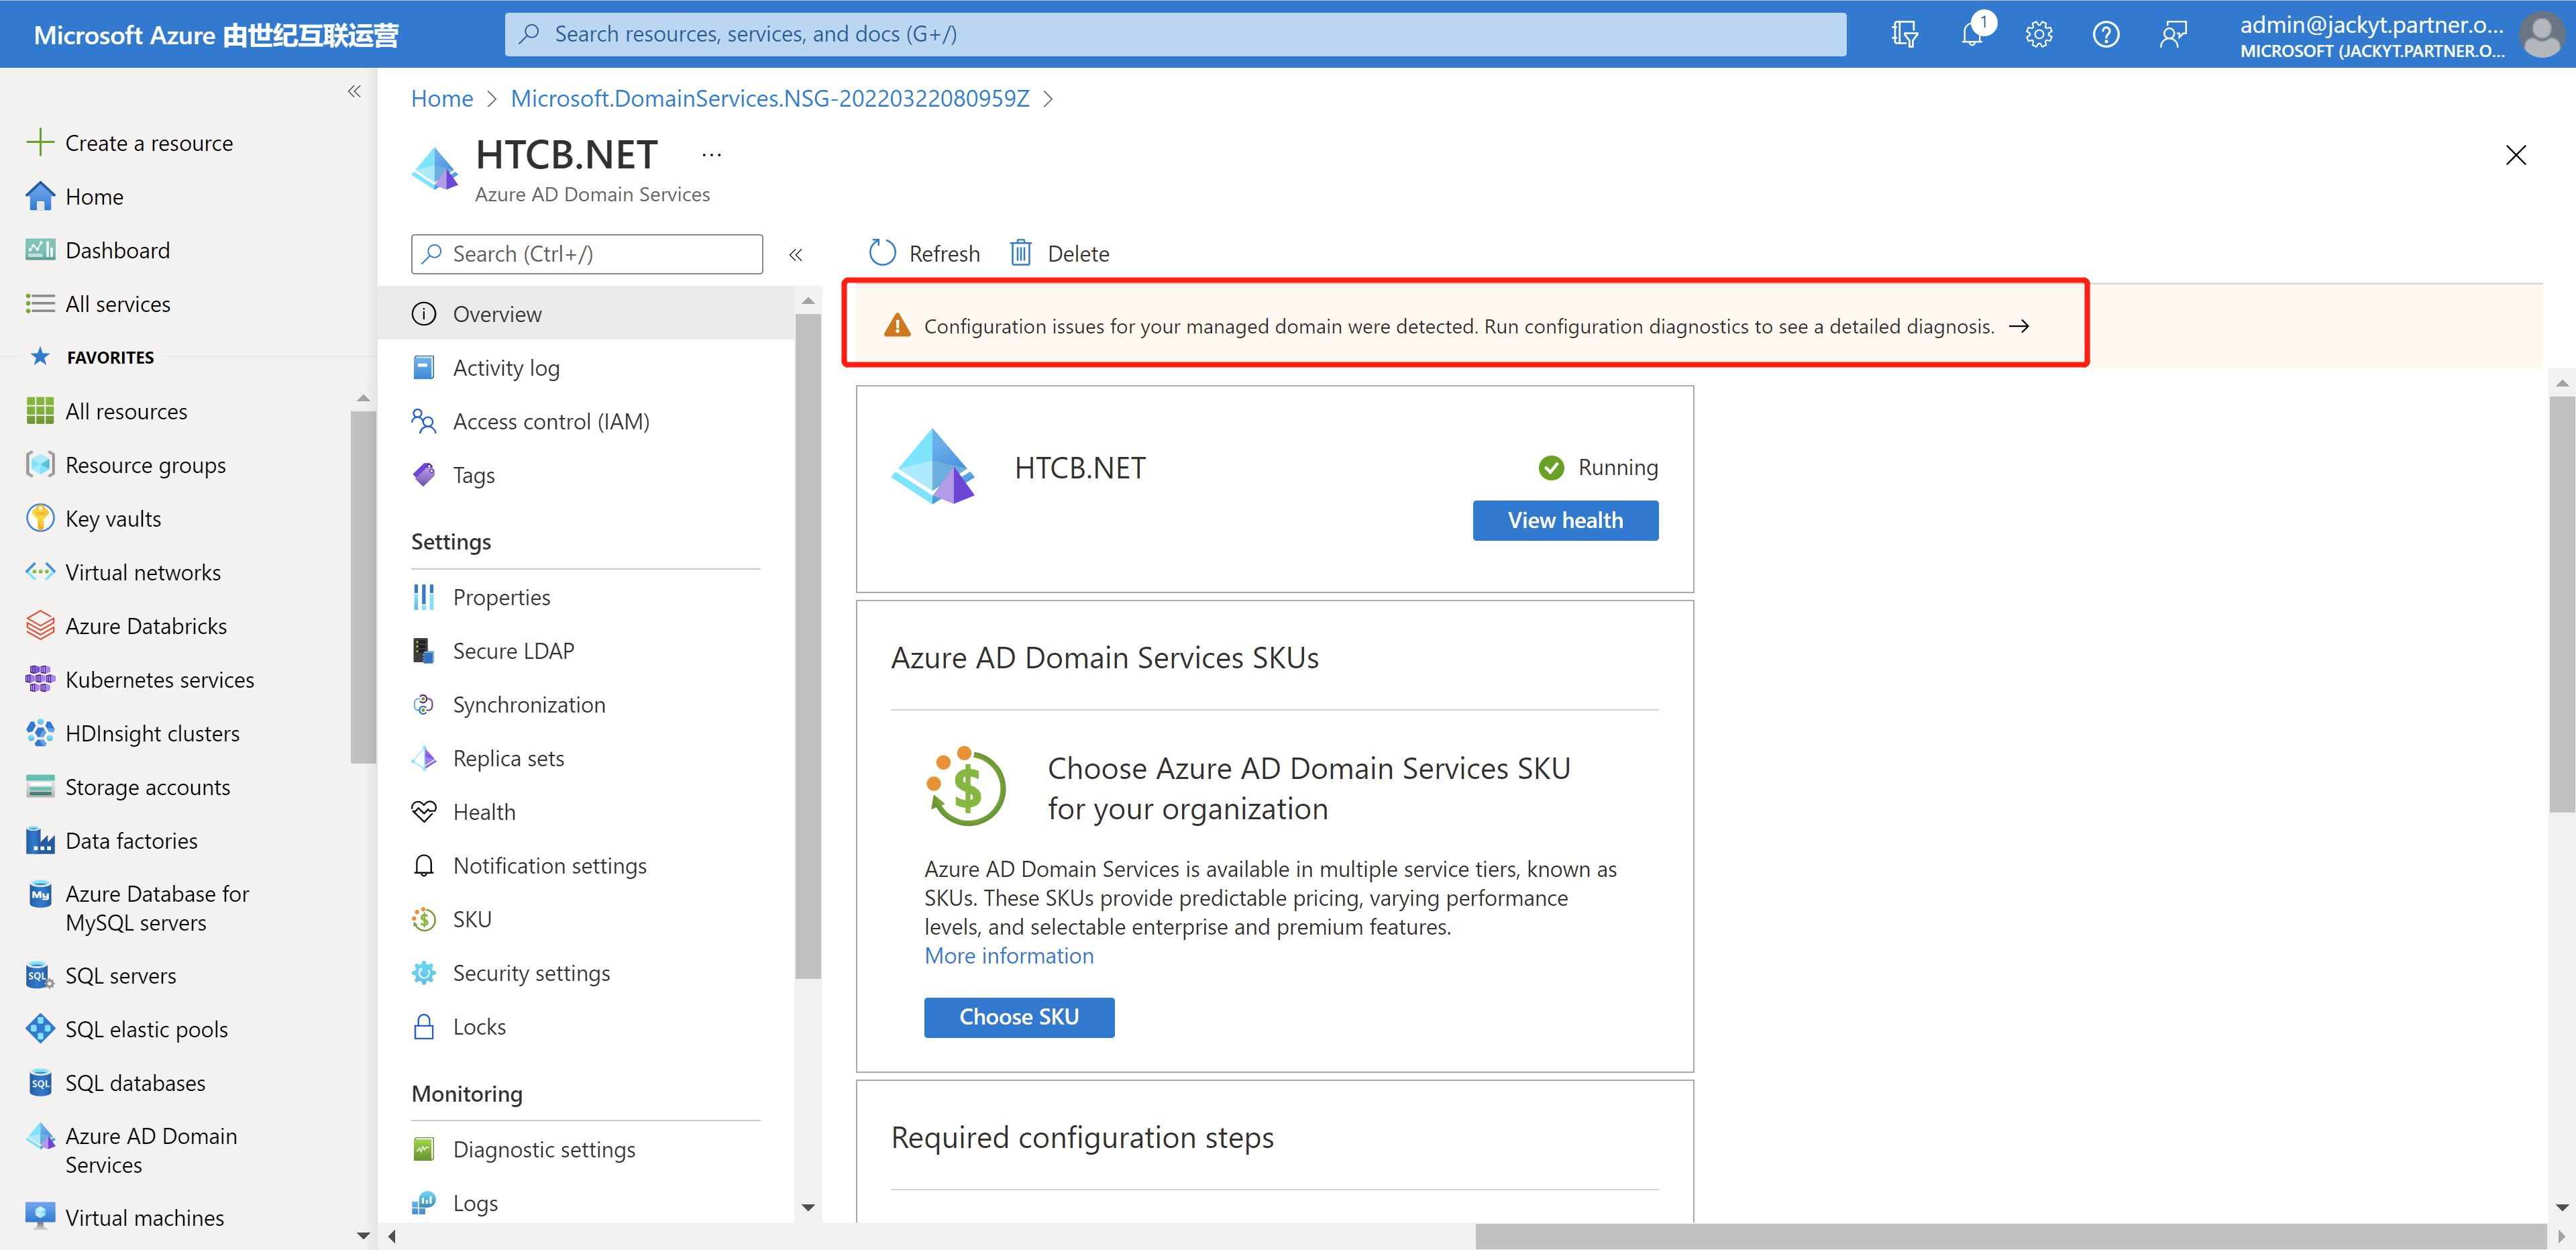 Microsoft Azure 由世纪互联运营
Search resources, services, and docs (G+/)
1
admin@jackyt.partner.o...
MICROSOFT (JACKYT.PARTNER.O...
Create a resource
Home
Dashboard
All services
FAVORITES
All resources
Resource groups
Key vaults
Virtual networks
Azure Databricks
Kubernetes services
HDInsight clusters
Storage accounts
Data factories
Azure Database for
MySQL servers
SQL servers
SQL elastic pools
SQL databases
Azure AD Domain
Services
Virtual machines
Home > Microsoft.DomainServices.NSG-20220322080959Z >
HTCB.NET ...
Azure AD Domain Services
Search (Ctrl+/)
Overview
Activity log
Access control (IAM)
Tags
Settings
Properties
Secure LDAP
Synchronization
Replica sets
Health
Notification settings
SKU
Security settings
Locks
Monitoring
Diagnostic settings
Logs
Refresh
Delete
Configuration issues for your managed domain were detected. Run configuration diagnostics to see a detailed diagnosis. →
HTCB.NET
Running
View health
Azure AD Domain Services SKUs
Choose Azure AD Domain Services SKU
for your organization
Azure AD Domain Services is available in multiple service tiers, known as
SKUs. These SKUs provide predictable pricing, varying performance
levels, and selectable enterprise and premium features.
More information
Choose SKU
Required configuration steps